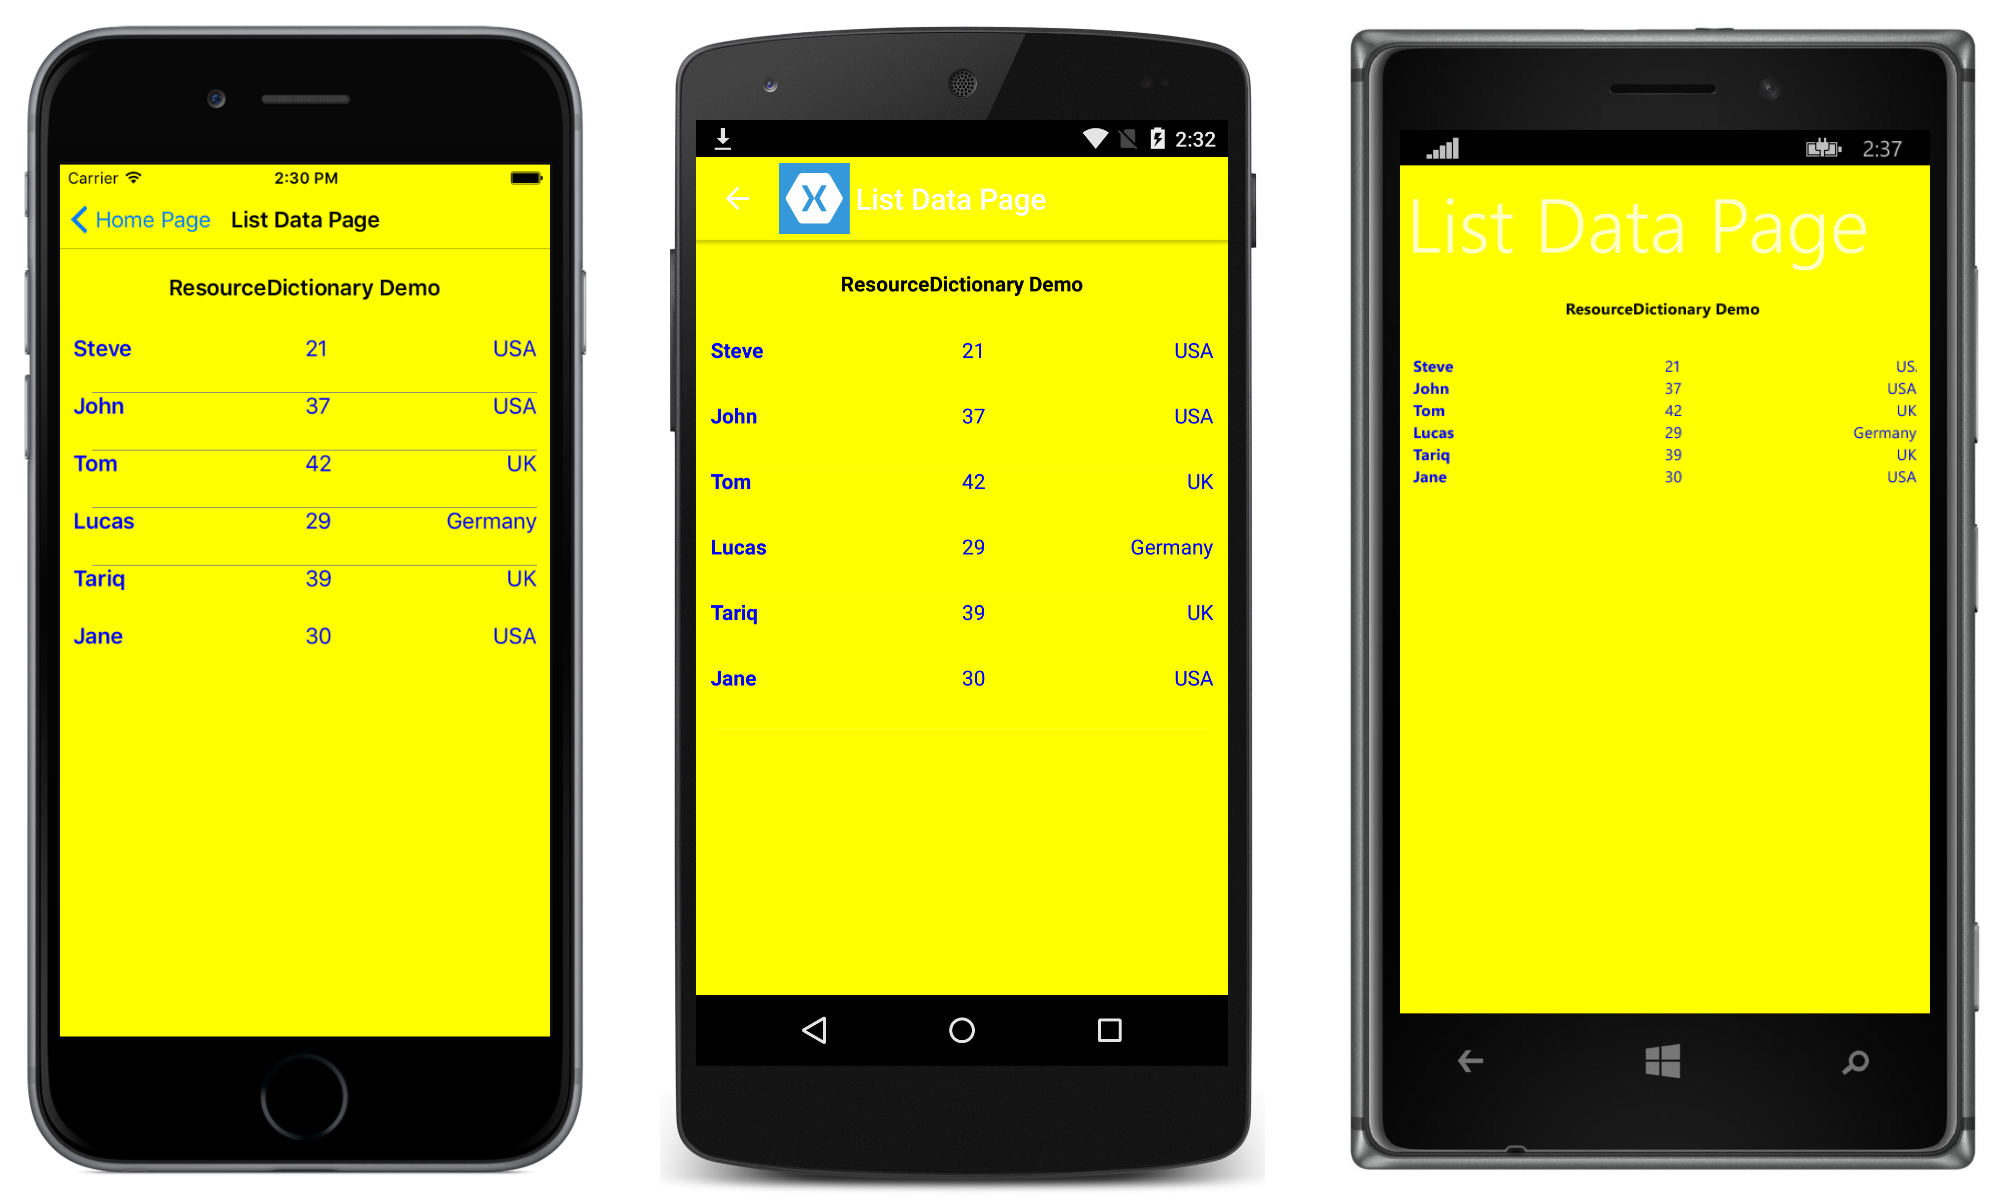 Carrier 2:30 PM
Home Page List Data Page
ResourceDictionary Demo
Steve 21 USA
John 37 USA
Tom 42 UK
Lucas 29 Germany
Tariq 39 UK
Jane 30 USA
2:32
List Data Page
ResourceDictionary Demo
Steve 21 USA
John 37 USA
Tom 42 UK
Lucas 29 Germany
Tariq 39 UK
Jane 30 USA
2:37
List Data Page
ResourceDictionary Demo
Steve 21 US.
John 37 USA
Tom 42 UK
Lucas 29 Germany
Tariq 39 UK
Jane 30 USA